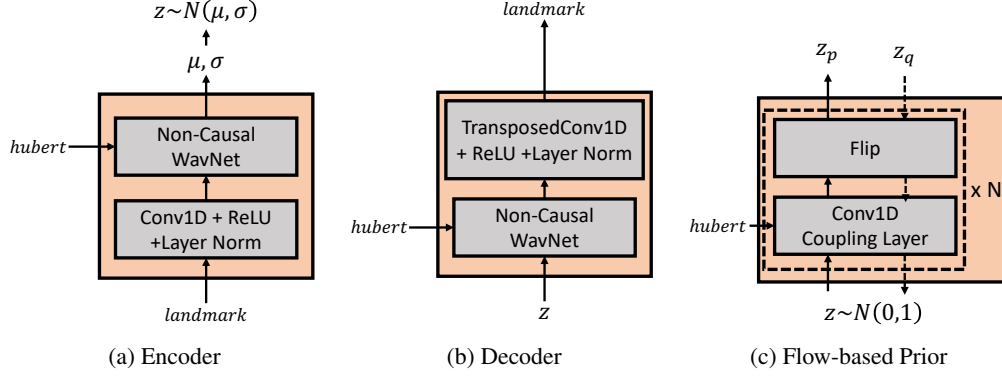 z~N(μ, σ)
μ, σ
hubert
Non-Causal
WavNet
Conv1D + ReLU
+Layer Norm
landmark
(a) Encoder
landmark
TransposedConv1D
+ ReLU +Layer Norm
hubert
Non-Causal
WavNet
z
(b) Decoder
z_p
z_q
Flip
x N
hubert
Conv1D
Coupling Layer
z~N(0,1)
(c) Flow-based Prior